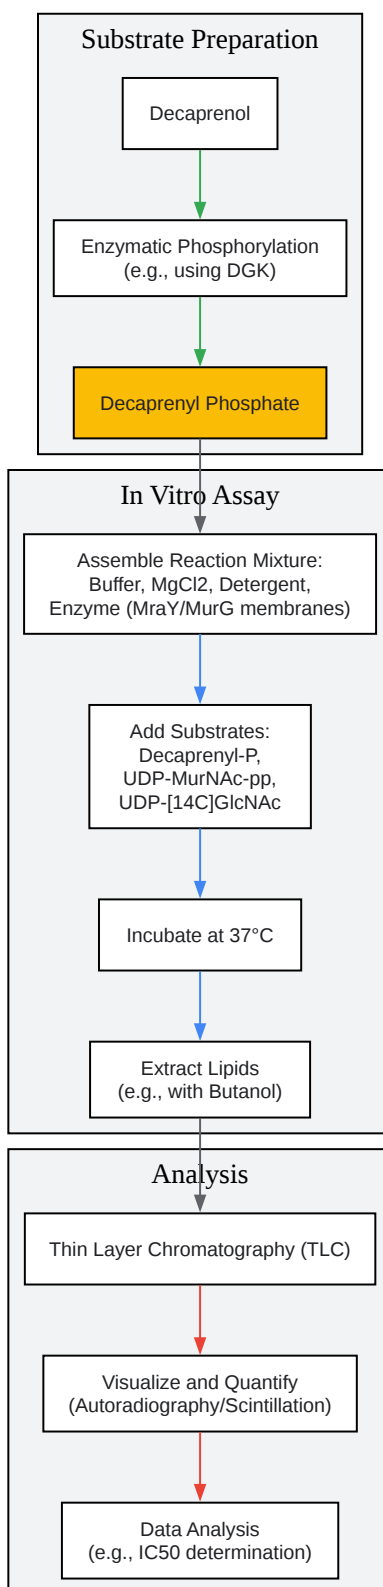 Substrate Preparation
Decaprenol
Enzymatic Phosphorylation
(e.g., using DGK)
Decaprenyl Phosphate
In Vitro Assay
Assemble Reaction Mixture:
Buffer, MgCl2, Detergent,
Enzyme (MraY/MurG membranes)
Add Substrates:
Decaprenyl-P,
UDP-MurNAc-pp,
UDP-[14C]GlcNAc
Incubate at 37°C
Extract Lipids
(e.g., with Butanol)
Analysis
Thin Layer Chromatography (TLC)
Visualize and Quantify
(Autoradiography/Scintillation)
Data Analysis
(e.g., IC50 determination)